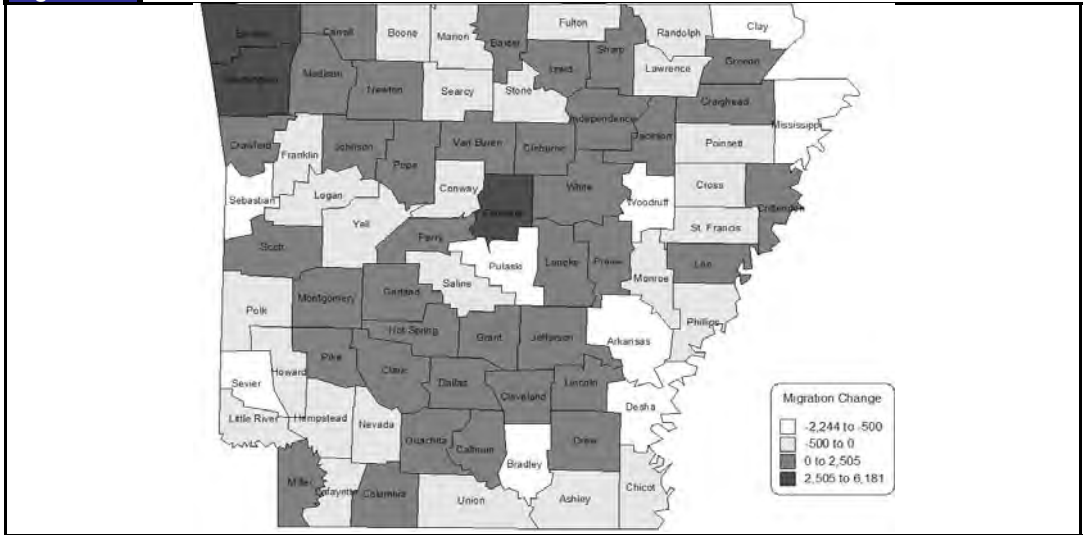 Fulton
Clay
Carroll
Boone
Marion
Baxter
Randolph
Sharp
Izard
Lawrence
Greene
Washington
Madison
Newton
Searcy
Stone
Craighead
Mississippi
Independence
Jackson
Poinsett
Crawford
Franklin
Johnson
Pope
Van Buren
Cleburne
White
Conway
Cross
Crittenden
Sebastian
Logan
Woodruff
St. Francis
Yell
Faulkner
Scott
Perry
Pulaski
Lonoke
Prairie
Lee
Monroe
Saline
Montgomery
Garland
Polk
Phillips
Hot Spring
Grant
Jefferson
Arkansas
Pike
Howard
Clark
Dallas
Cleveland
Lincoln
Sevier
Desha
Little River
Hempstead
Nevada
Ouachita
Calhoun
Drew
Bradley
Miller
Lafayette
Columbia
Union
Ashley
Chicot
Migration Change
-2,244 to -500
-500 to 0
0 to 2,505
2,505 to 6,181